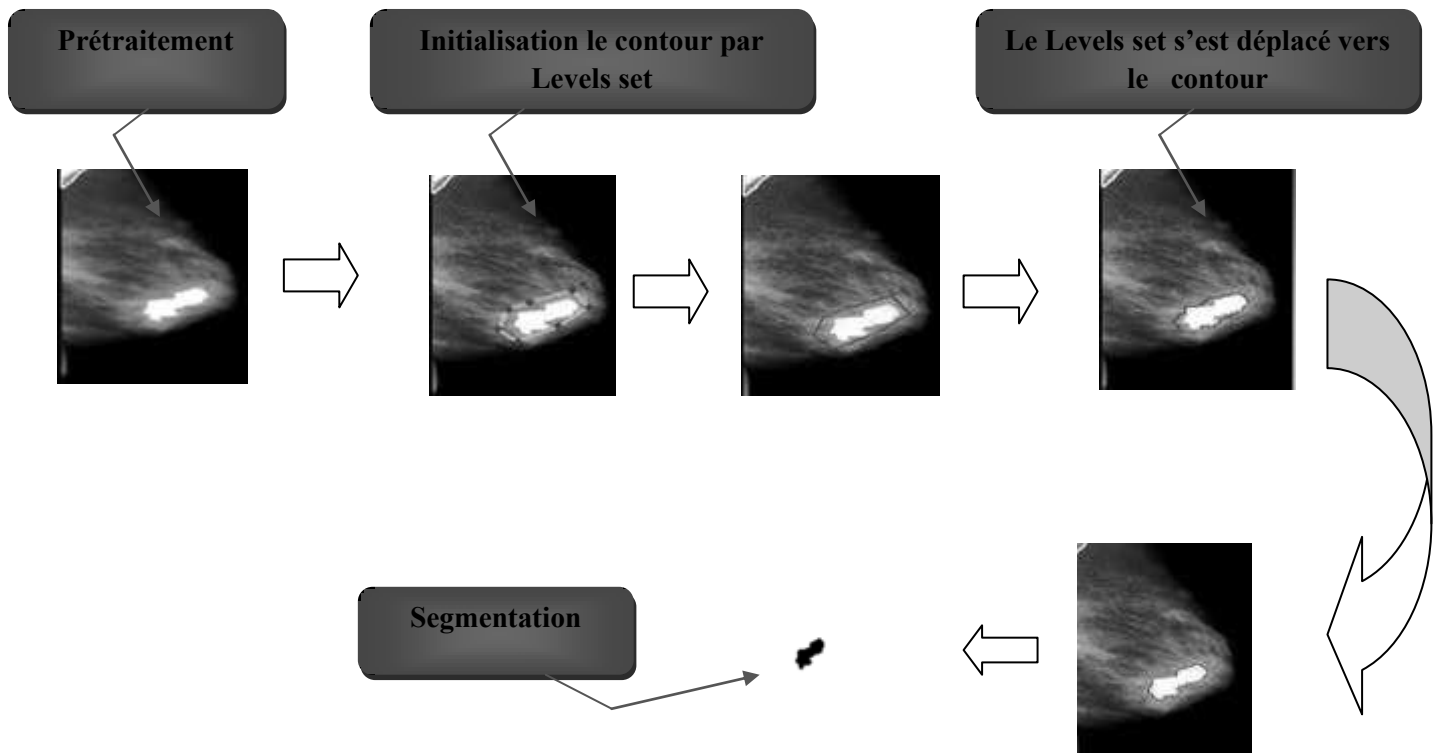 Prétraitement
Initialisation le contour par
Levels set
Le Levels set s’est déplacé vers
le contour
Segmentation